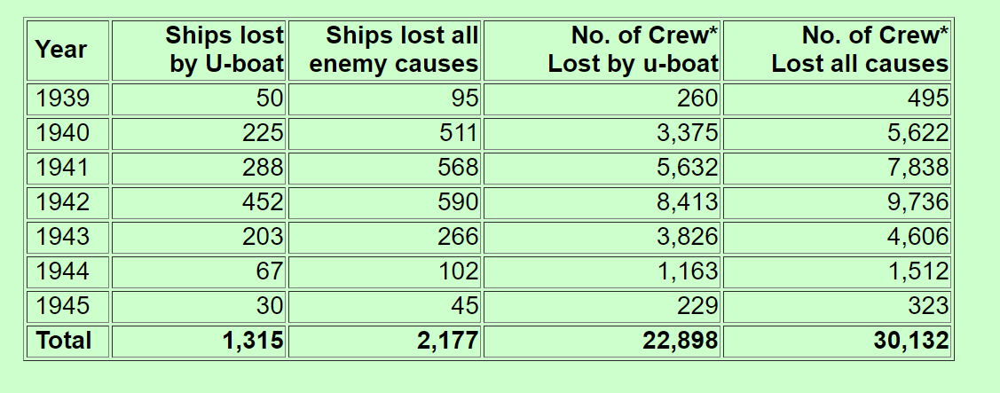 Year Ships lost by U-boat Ships lost all enemy causes No. of Crew* Lost by u-boat No. of Crew* Lost all causes
1939 50 95 260 495
1940 225 511 3,375 5,622
1941 288 568 5,632 7,838
1942 452 590 8,413 9,736
1943 203 266 3,826 4,606
1944 67 102 1,163 1,512
1945 30 45 229 323
Total 1,315 2,177 22,898 30,132